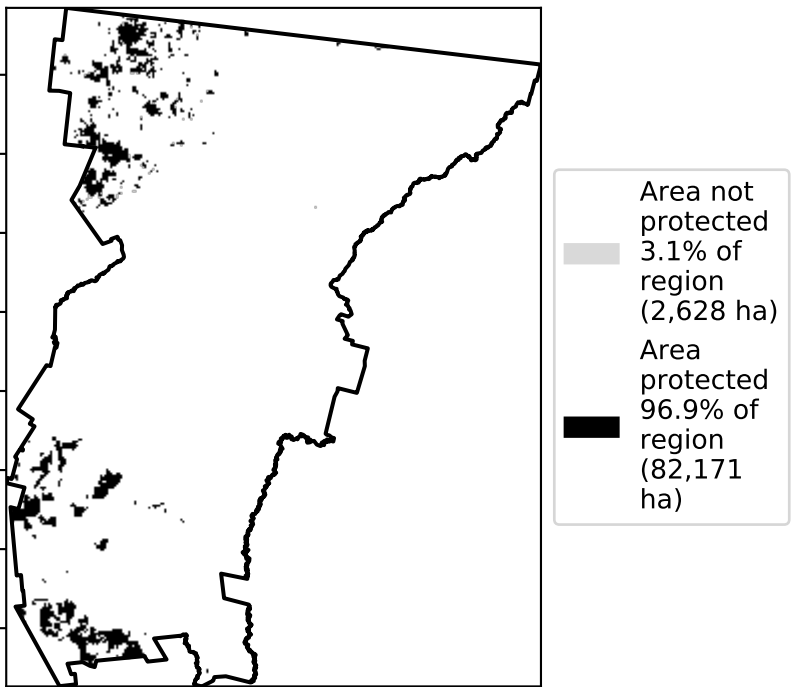 Area not
protected
3.1% of
region
(2,628 ha)
Area
protected
96.9% of
region
(82,171
ha)